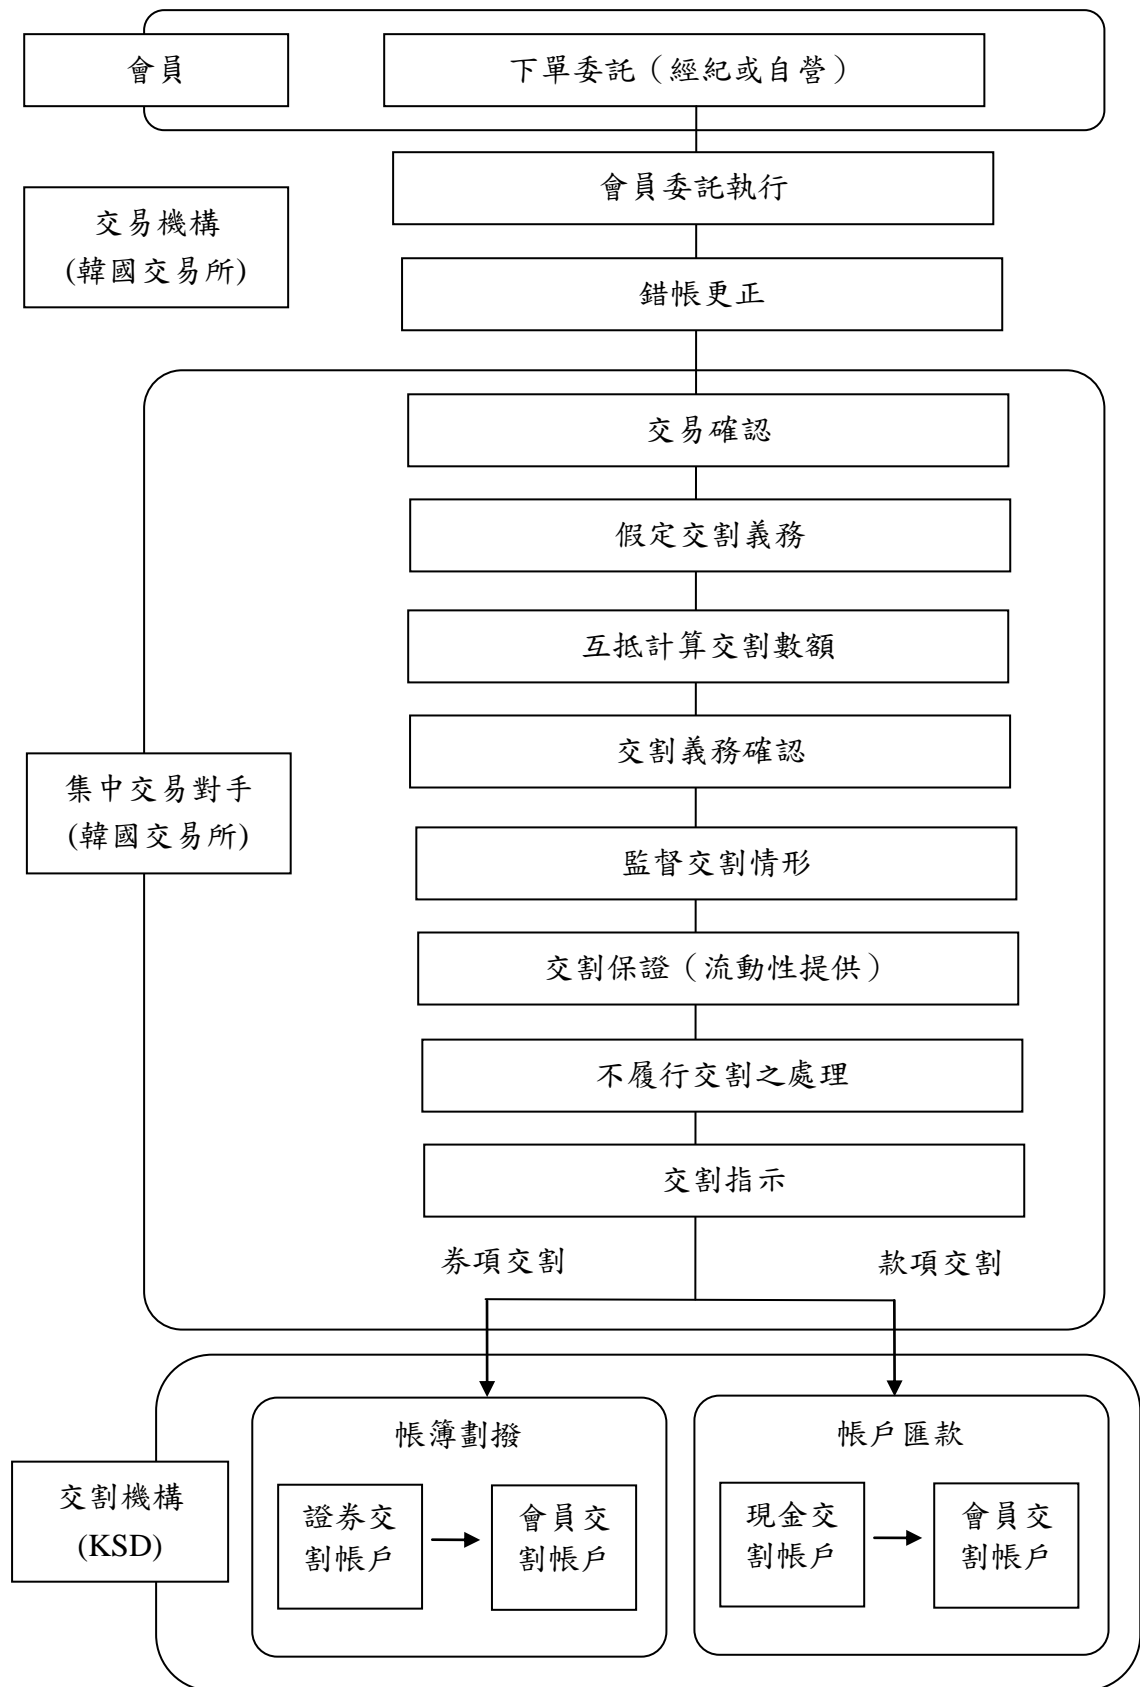 會員
下單委託（經紀或自營）
會員委託執行
交易機構
(韓國交易所)
錯帳更正
交易確認
假定交割義務
互抵計算交割數額
交割義務確認
集中交易對手
(韓國交易所)
監督交割情形
交割保證（流動性提供）
不履行交割之處理
交割指示
券項交割
款項交割
帳簿劃撥
帳戶匯款
交割機構
(KSD)
證券交
割帳戶
會員交
割帳戶
現金交
割帳戶
會員交
割帳戶